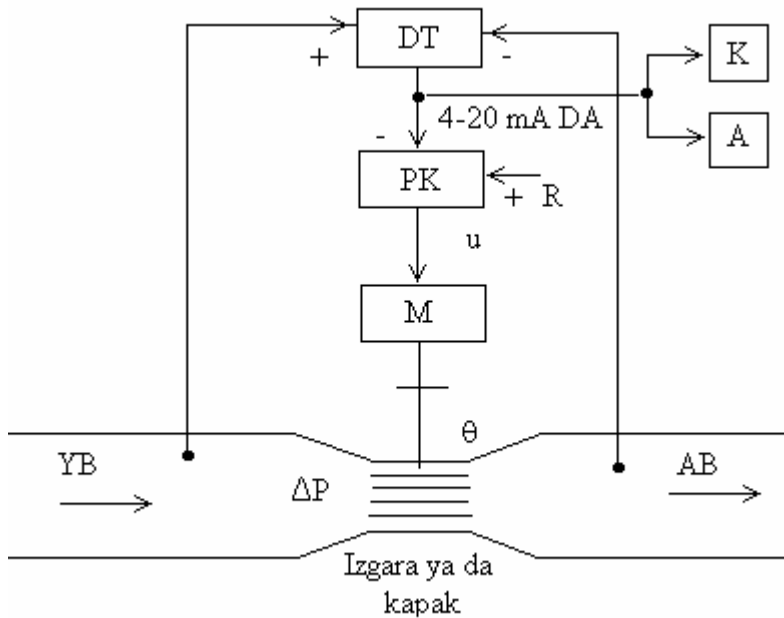 DT
K
+
-
4-20 mA DA
A
-
PK
+ R
u
M
θ
YB
AB
ΔP
Izgara ya da
kapak